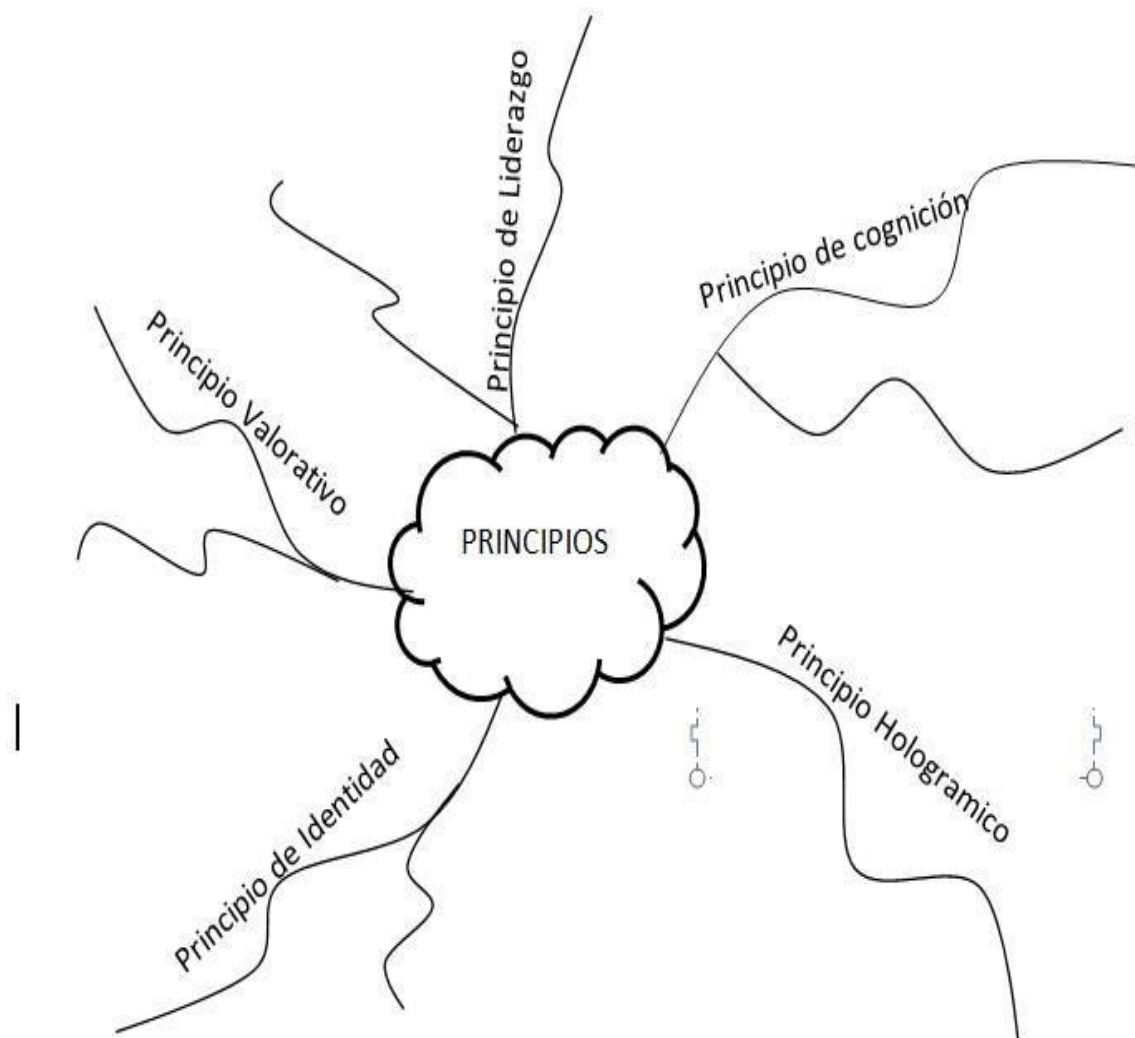 Principio de Liderazgo
Principio de cognición
Principio Valorativo
PRINCIPIOS
Principio Hologramico
Principio de Identidad